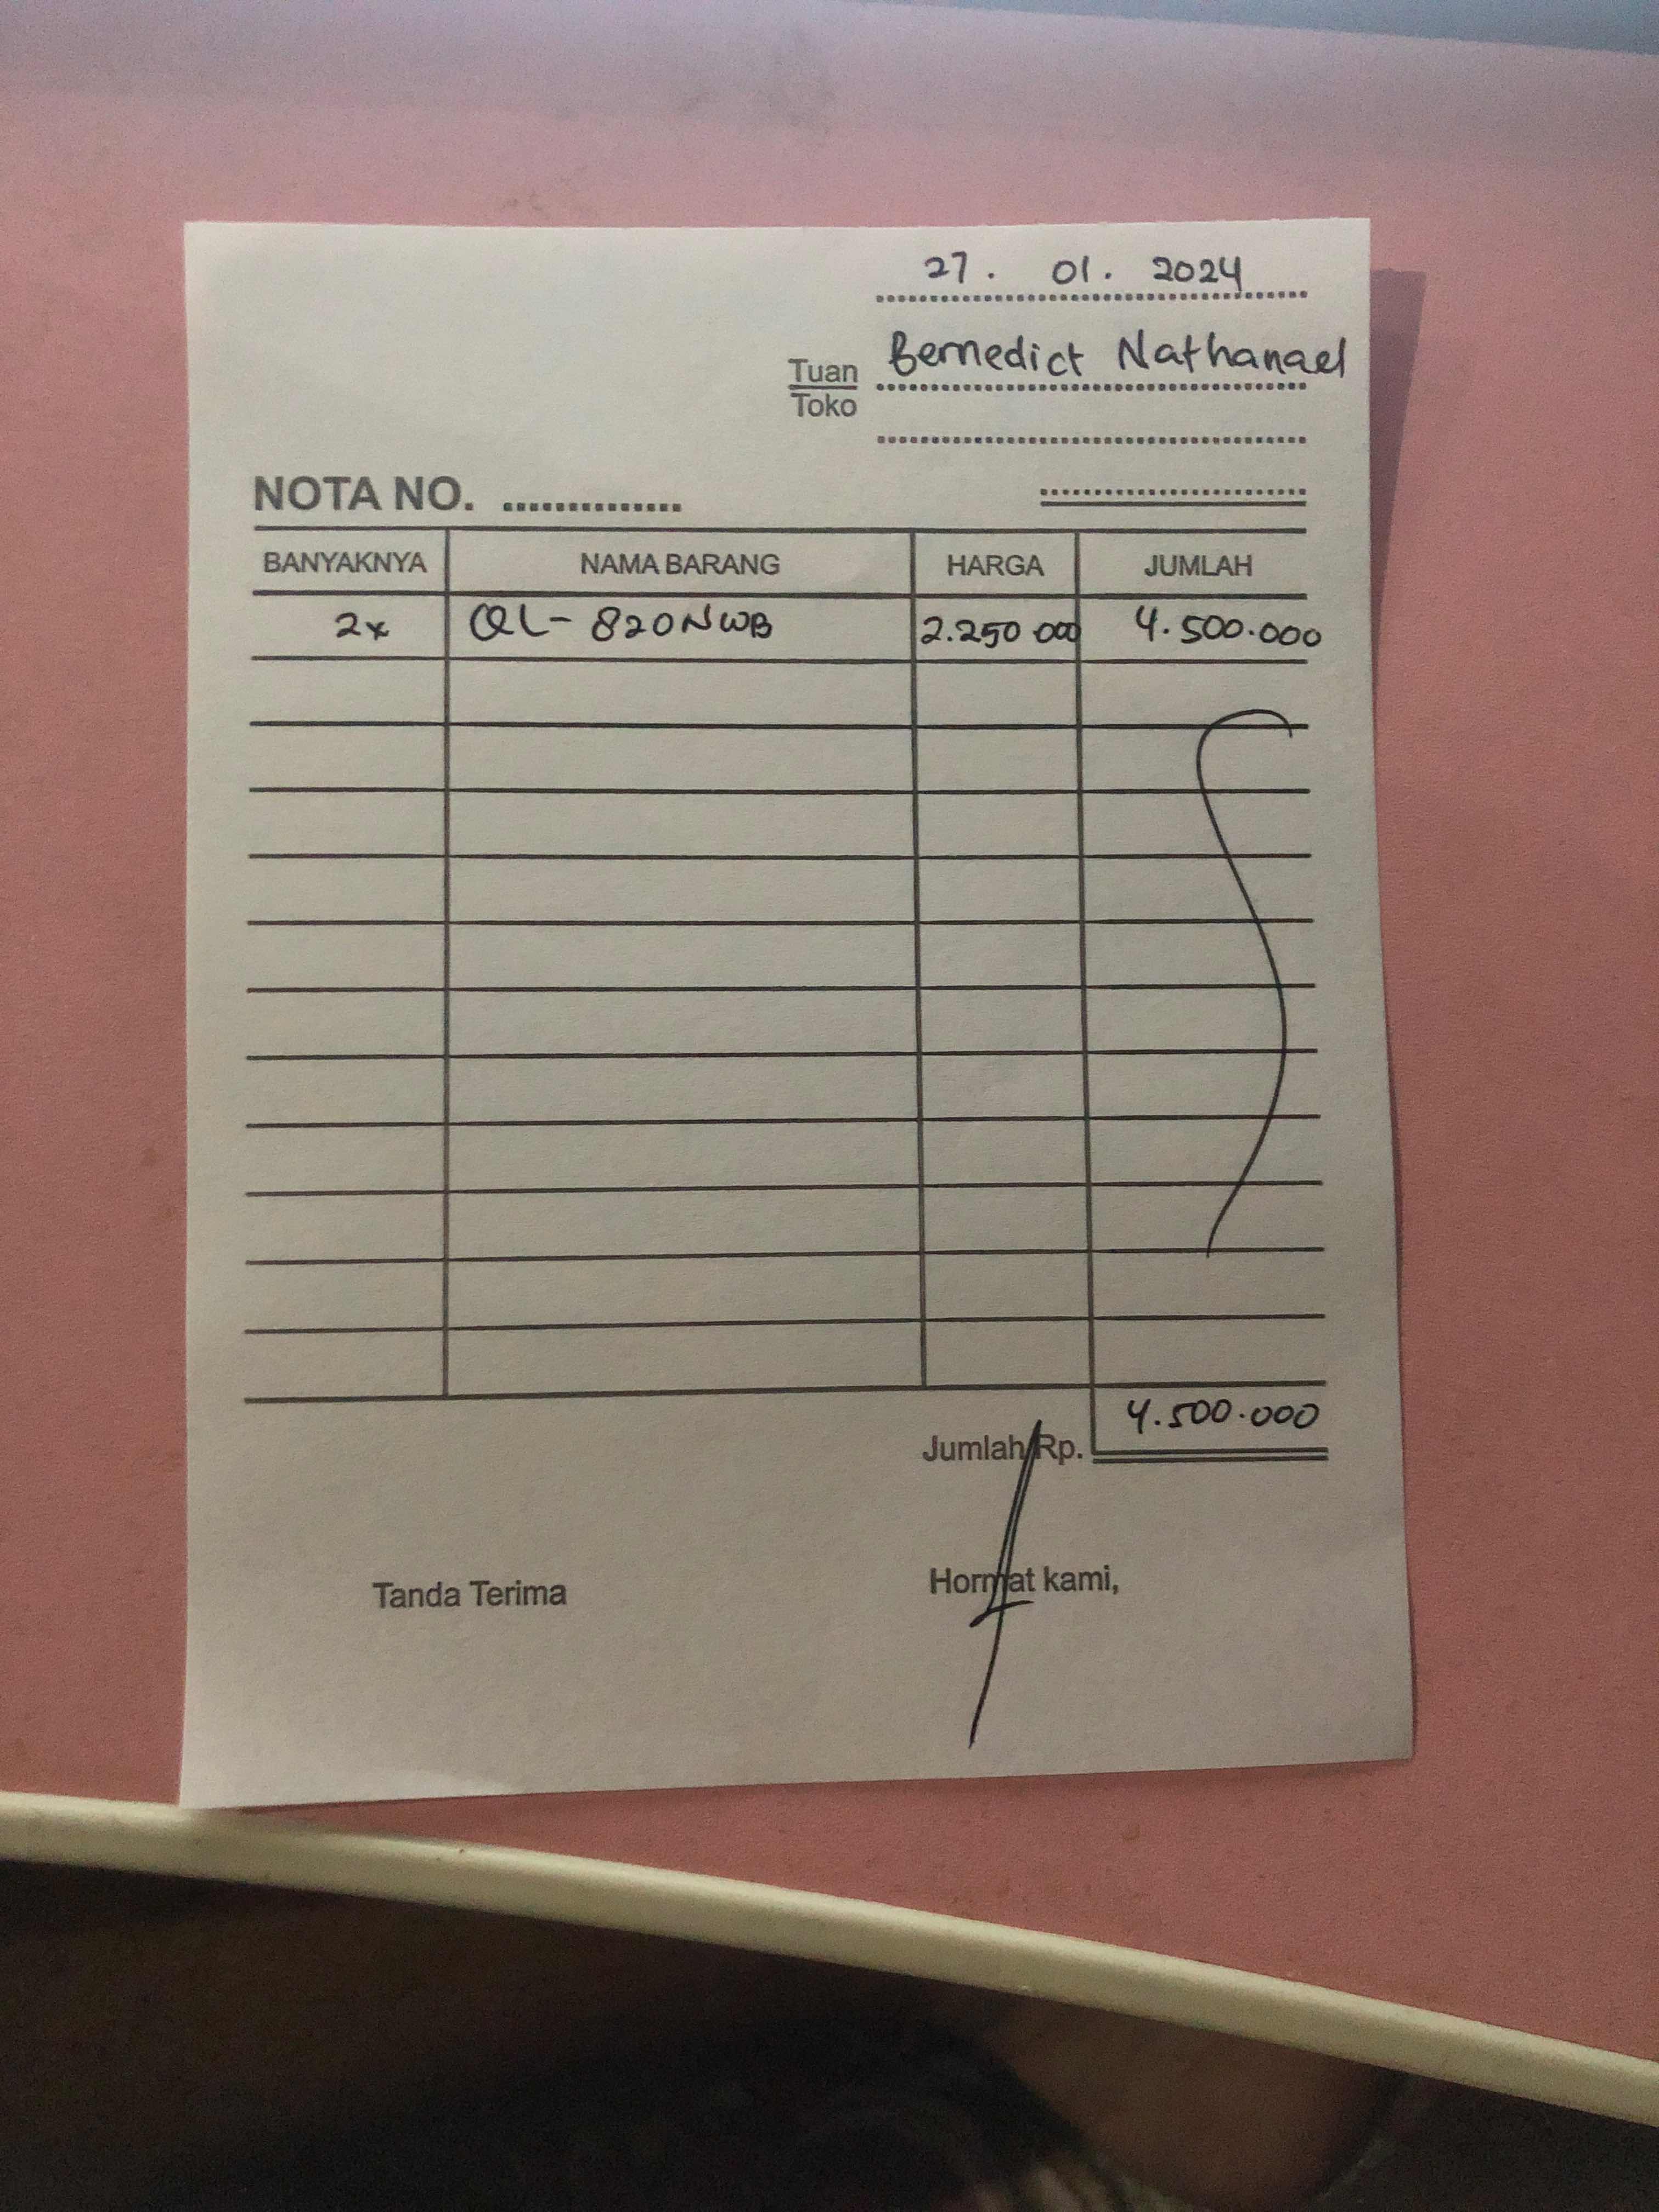 27. 01. 2024
Tuan Bernedict Nathanael
Toko
NOTA NO. ..............
BANYAKNYA NAMA BARANG HARGA JUMLAH
2x QL-820NWB 2.250 000 4.500.000
Jumlah Rp. 4.500.000
Tanda Terima Hormat kami,